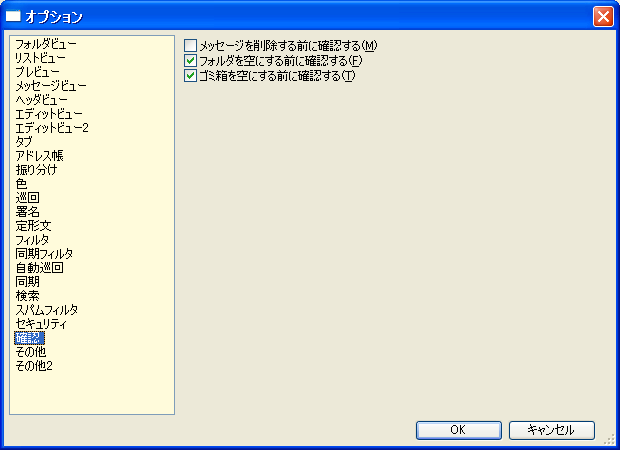 オプション
フォルダビュー
リストビュー
プレビュー
メッセージビュー
ヘッダビュー
エディットビュー
エディットビュー2
タブ
アドレス帳
振り分け
色
巡回
署名
定形文
フィルタ
同期フィルタ
自動巡回
同期
検索
スパムフィルタ
セキュリティ
確認
その他
その他2
メッセージを削除する前に確認する(M)
フォルダを空にする前に確認する(F)
ゴミ箱を空にする前に確認する(T)
OK
キャンセル